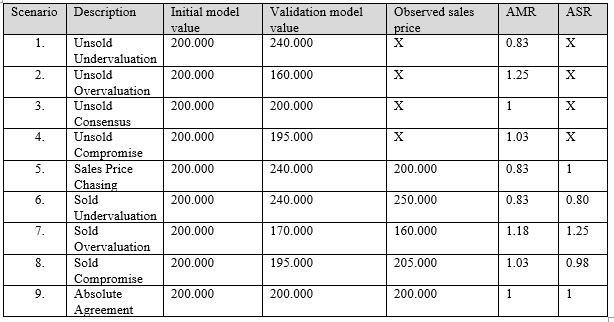 Scenario Description Initial model value Validation model value Observed sales price AMR ASR
1. Unsold Undervaluation 200.000 240.000 X 0.83 X
2. Unsold Overvaluation 200.000 160.000 X 1.25 X
3. Unsold Consensus 200.000 200.000 X 1 X
4. Unsold Compromise 200.000 195.000 X 1.03 X
5. Sales Price Chasing 200.000 240.000 200.000 0.83 1
6. Sold Undervaluation 200.000 240.000 250.000 0.83 0.80
7. Sold Overvaluation 200.000 170.000 160.000 1.18 1.25
8. Sold Compromise 200.000 195.000 205.000 1.03 0.98
9. Absolute Agreement 200.000 200.000 200.000 1 1